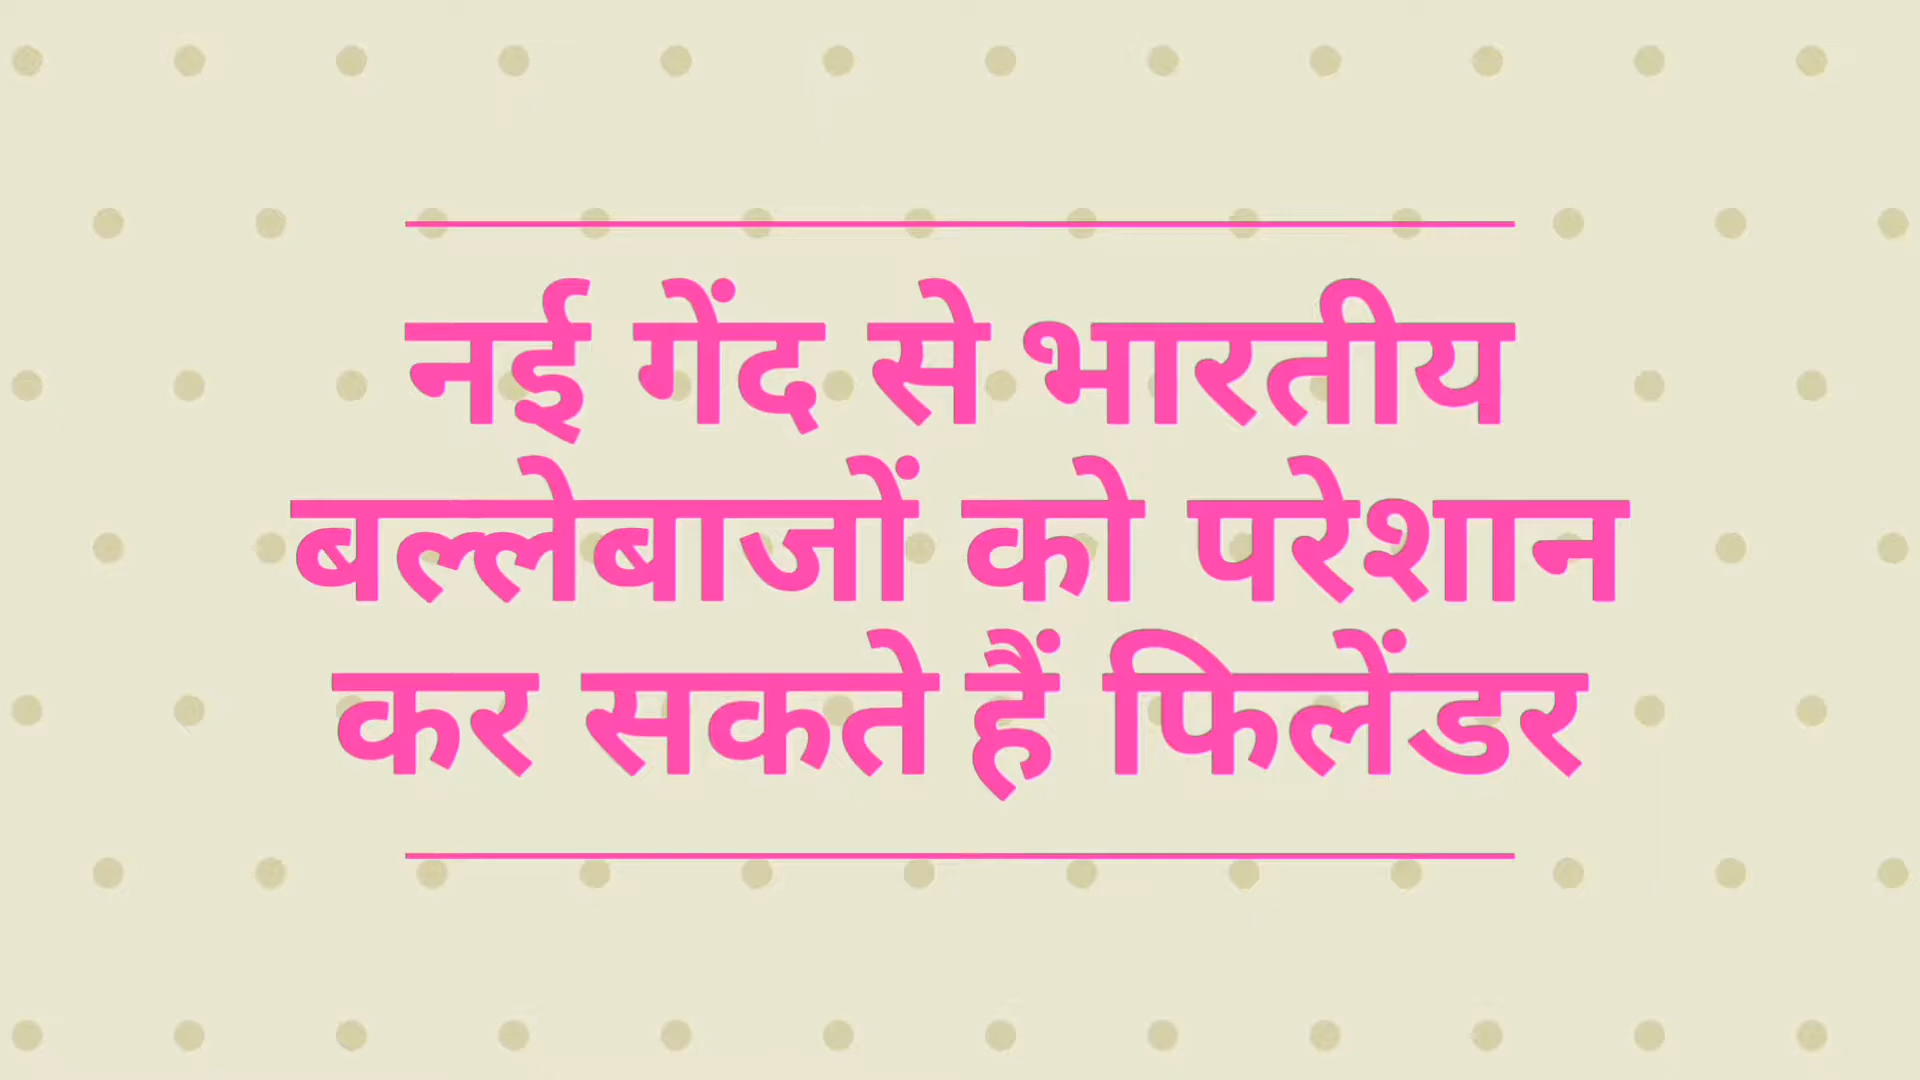 नई गेंद से भारतीय
बल्लेबाजों को परेशान
कर सकते हैं फिलेंडर